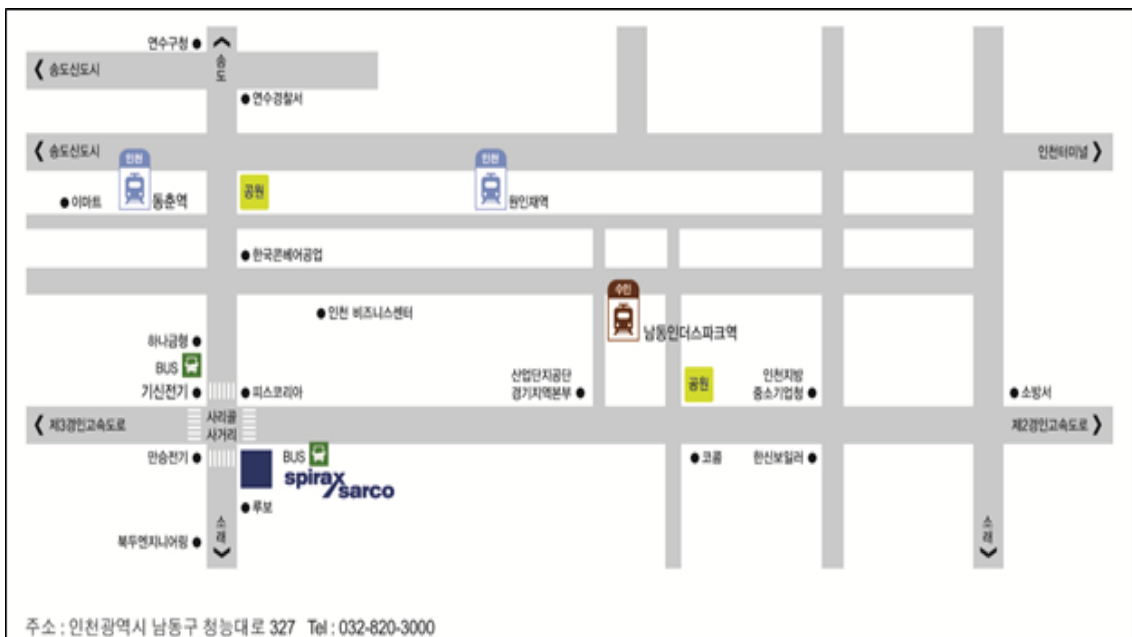 연수구청
송도
송도신도시
연수경찰서
송도신도시
인천터미널
인천
인천
이마트
동춘역
공원
원인재역
한국콘베어공업
수인
인천 비즈니스센터
남동인더스파크역
하나금형
BUS
기신전기
피스코리아
산업단지공단
경기지역본부
공원
인천지방
중소기업청
소방서
제3경인고속도로
사리울
사거리
제2경인고속도로
만승전기
BUS
spirax
sarco
코콤
한신보일러
루보
소래
소래
북두엔지니어링
주소 : 인천광역시 남동구 청능대로 327 Tel : 032-820-3000